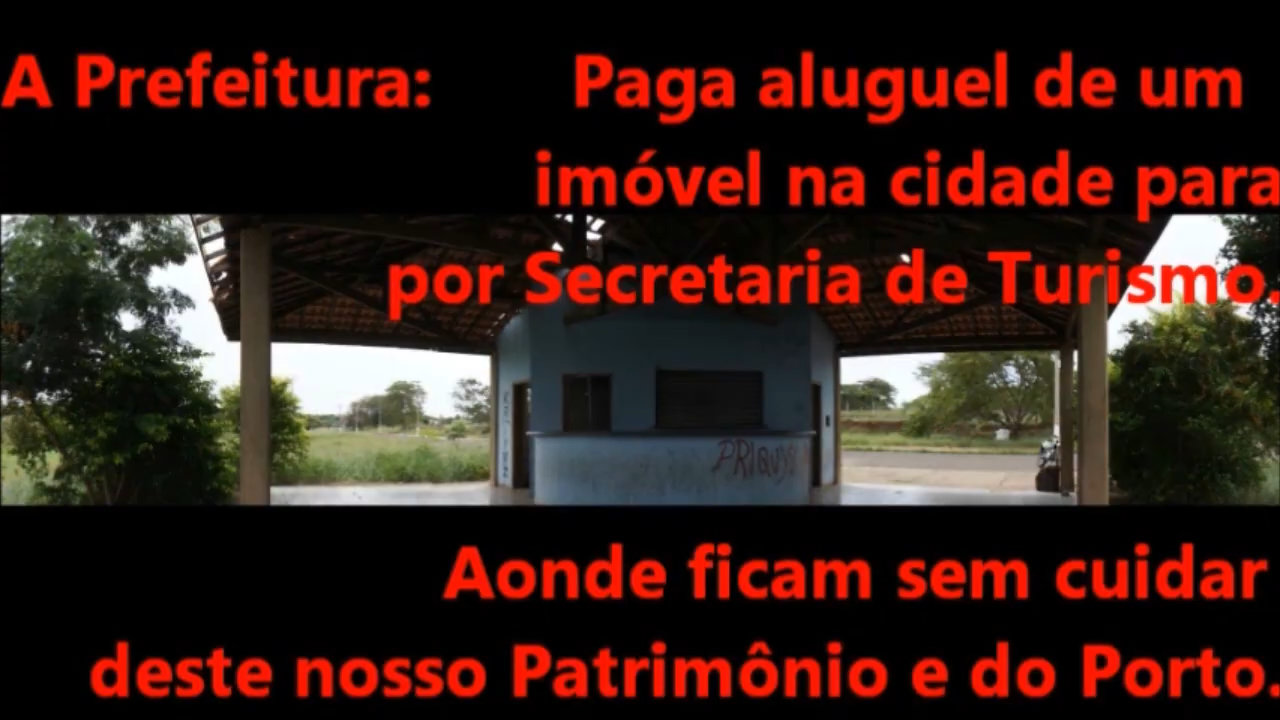 A Prefeitura: Paga aluguel de um
imóvel na cidade para
por Secretaria de Turismo.
PRIQUYS
Aonde ficam sem cuidar
deste nosso Patrimônio e do Porto.